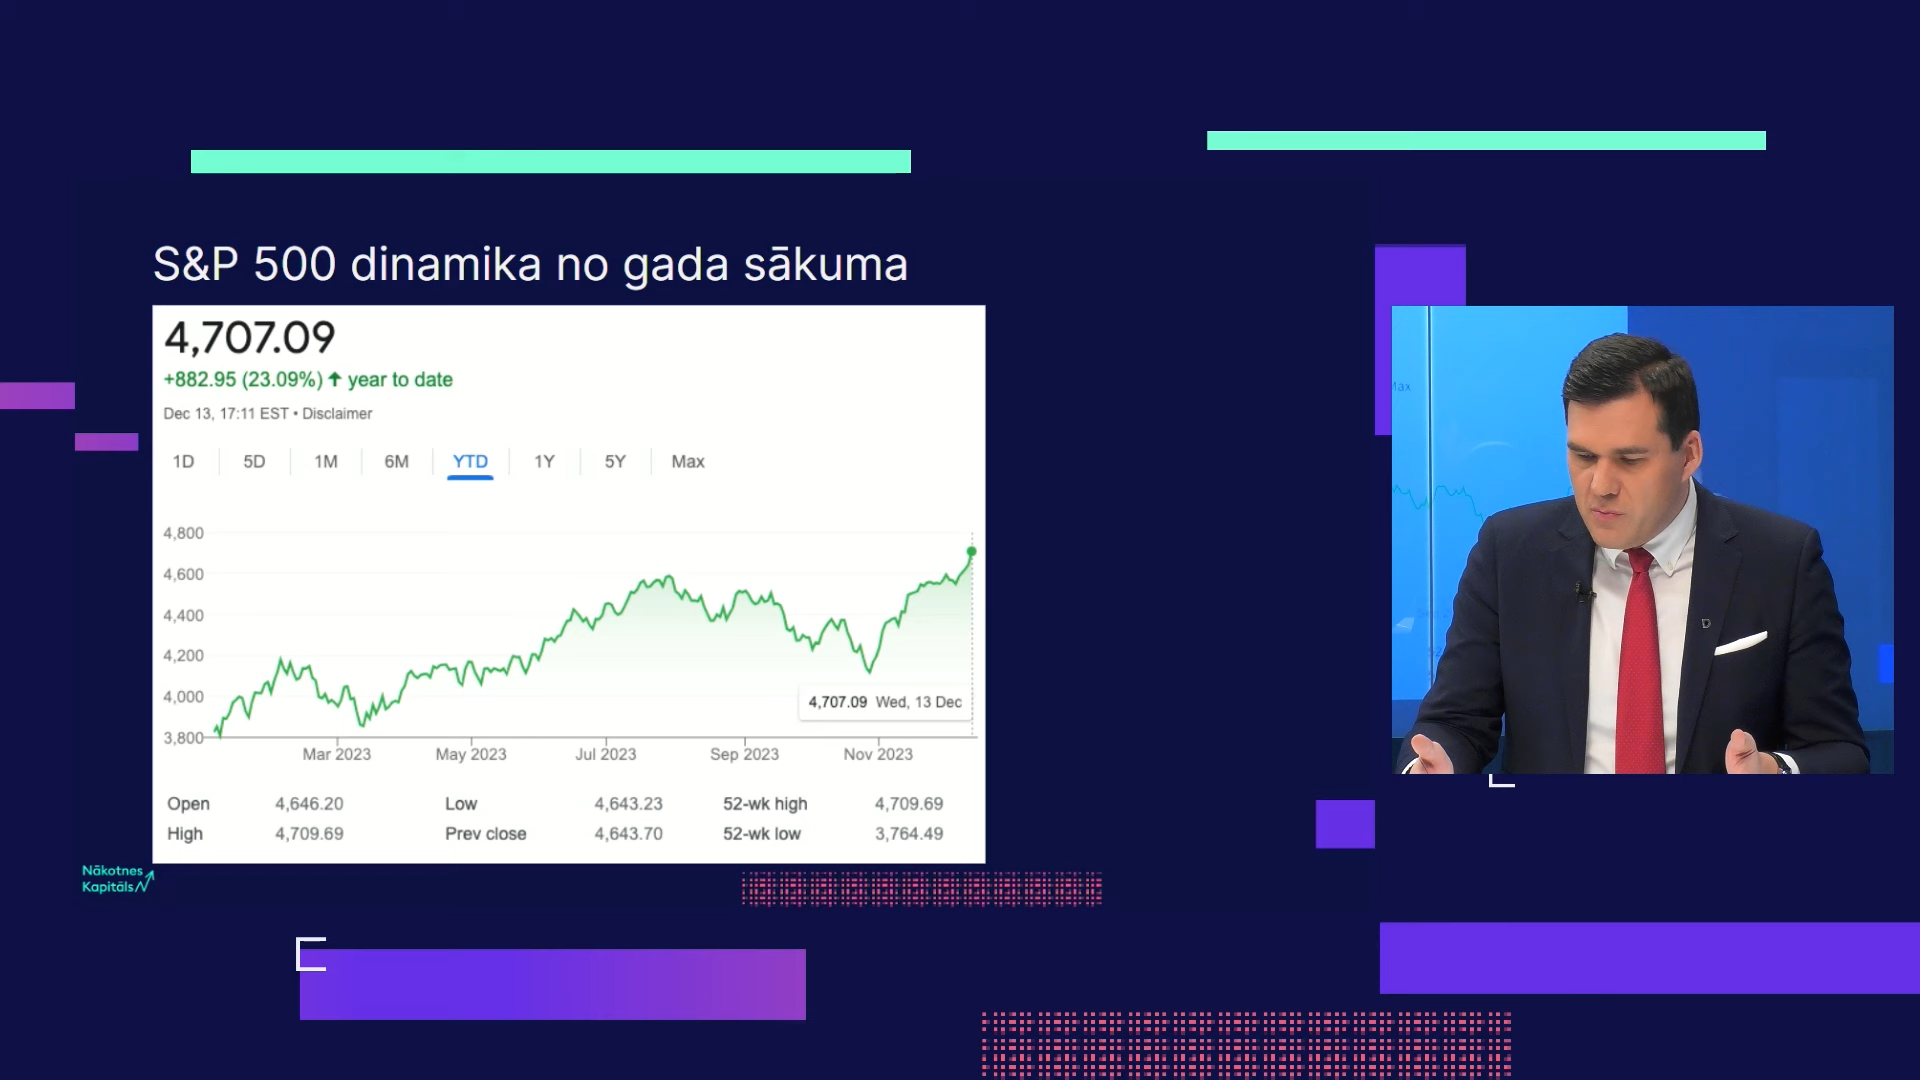 S&P 500 dinamika no gada sākuma
4,707.09
+882.95 (23.09%) ↑ year to date
Dec 13, 17:11 EST • Disclaimer
1D 5D 1M 6M YTD 1Y 5Y Max
4,800
4,600
4,400
4,200
4,000
3,800
4,707.09 Wed, 13 Dec
Mar 2023 May 2023 Jul 2023 Sep 2023 Nov 2023
Open 4,646.20 Low 4,643.23 52-wk high 4,709.69
High 4,709.69 Prev close 4,643.70 52-wk low 3,764.49
Nākotnes
Kapitāls